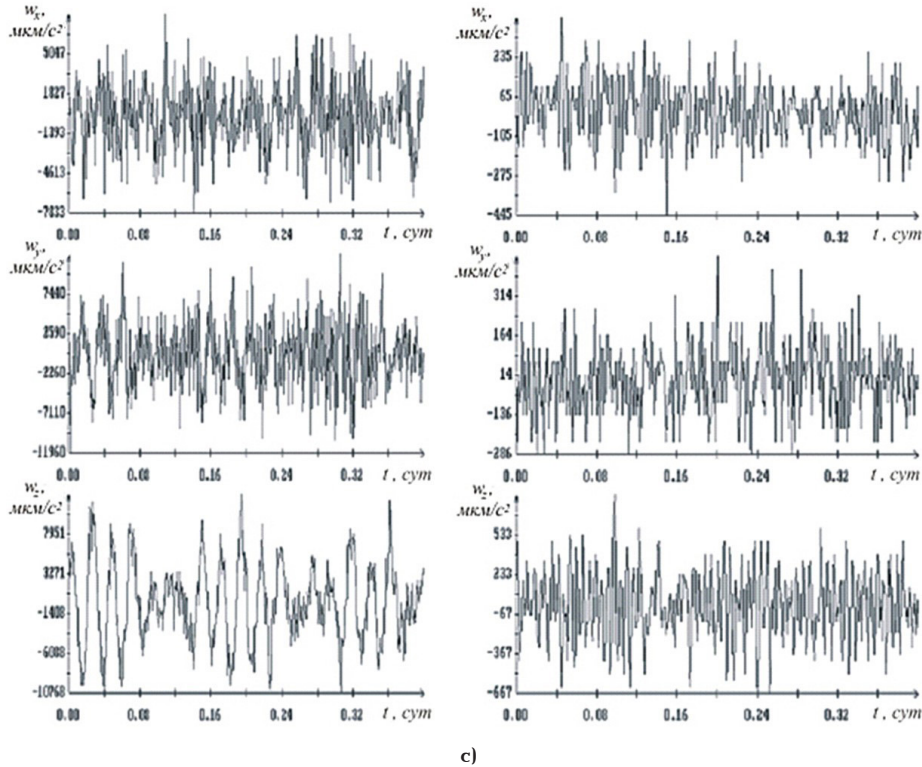 wx,
мкм/с²
5047
1827
-1393
-4613
-7833
0.00 0.08 0.16 0.24 0.32 t, сут
wx,
мкм/с²
235
65
-105
-275
-445
0.00 0.08 0.16 0.24 0.32 t, сут
wy,
мкм/с²
7440
2590
-2260
-7110
-11960
0.00 0.08 0.16 0.24 0.32 t, сут
wy,
мкм/с²
314
164
14
-136
-286
0.00 0.08 0.16 0.24 0.32 t, сут
wz,
мкм/с²
7951
3271
-1408
-6088
-10768
0.00 0.08 0.16 0.24 0.32 t, сут
wz,
мкм/с²
533
233
-67
-367
-667
0.00 0.08 0.16 0.24 0.32 t, сут
c)